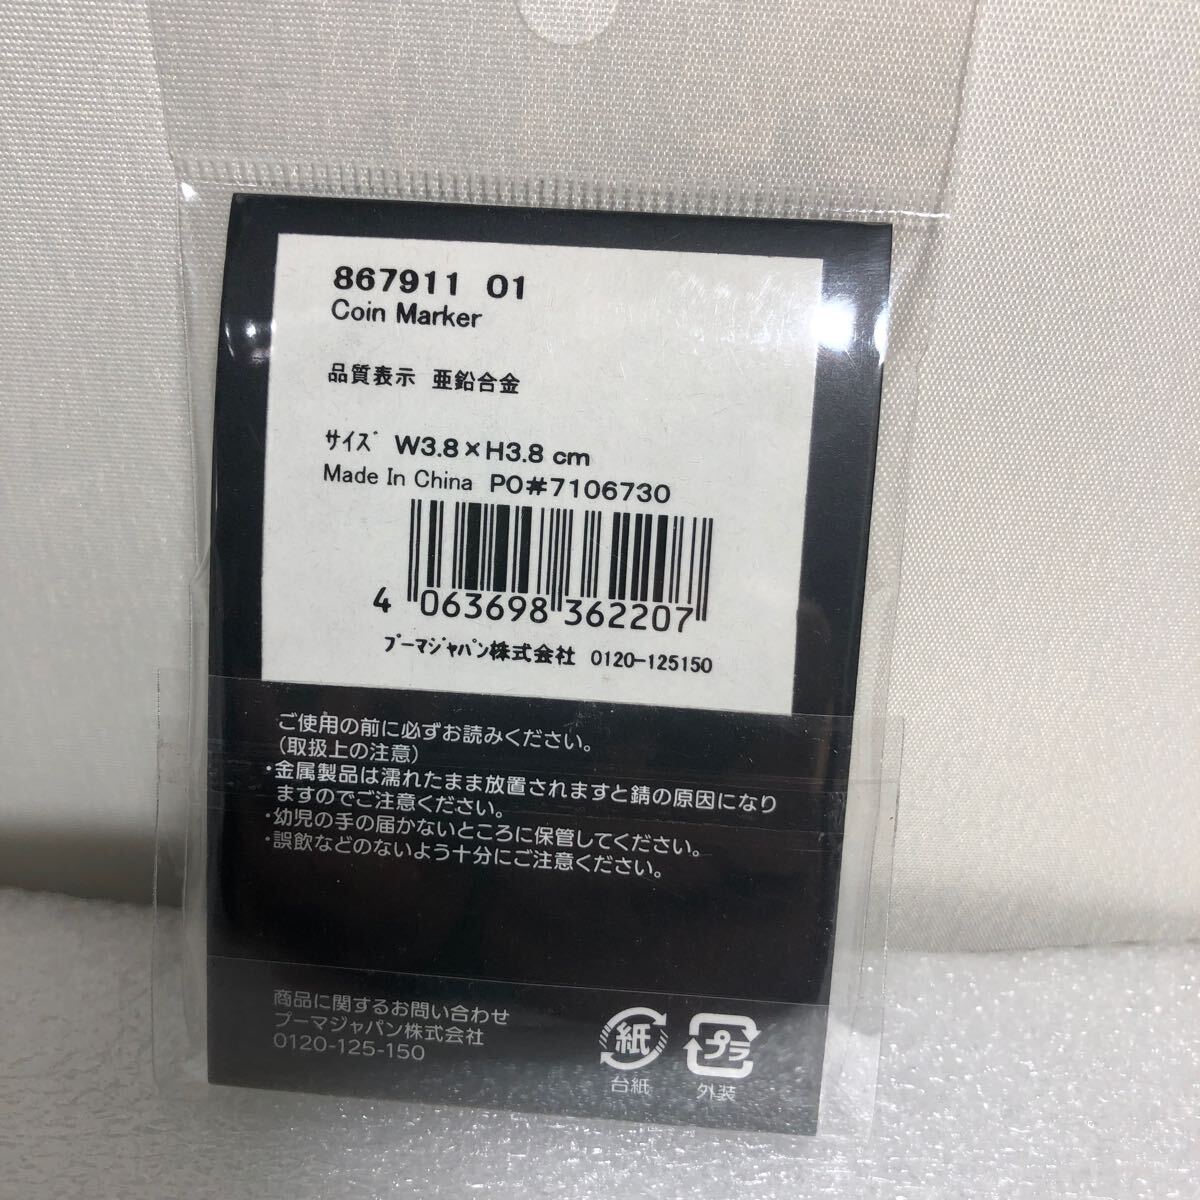 867911 01
Coin Marker
品質表示 亜鉛合金
サイズ W3.8×H3.8 cm
Made In China PO#7106730
4 063698 362207
プーマジャパン株式会社 0120-125150
ご使用の前に必ずお読みください。
(取扱上の注意)
・金属製品は濡れたまま放置されますと錆の原因になり
ますのでご注意ください。
・幼児の手の届かないところに保管してください。
・誤飲などのないよう十分にご注意ください。
商品に関するお問い合わせ
プーマジャパン株式会社
0120-125-150
紙
台紙
プラ
外装